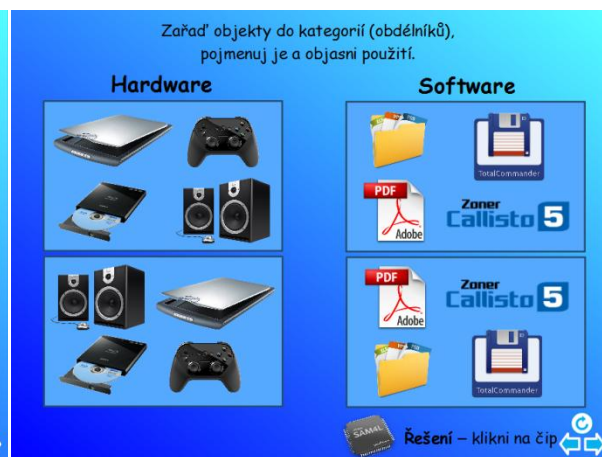 Zařaď objekty do kategorií (obdélníků),
pojmenuj je a objasni použití.
Hardware
Software
TotalCommander
PDF
Adobe
Zoner
Callisto 5
PDF
Adobe
Zoner
Callisto 5
TotalCommander
SAM4L
Řešení – klikni na čip